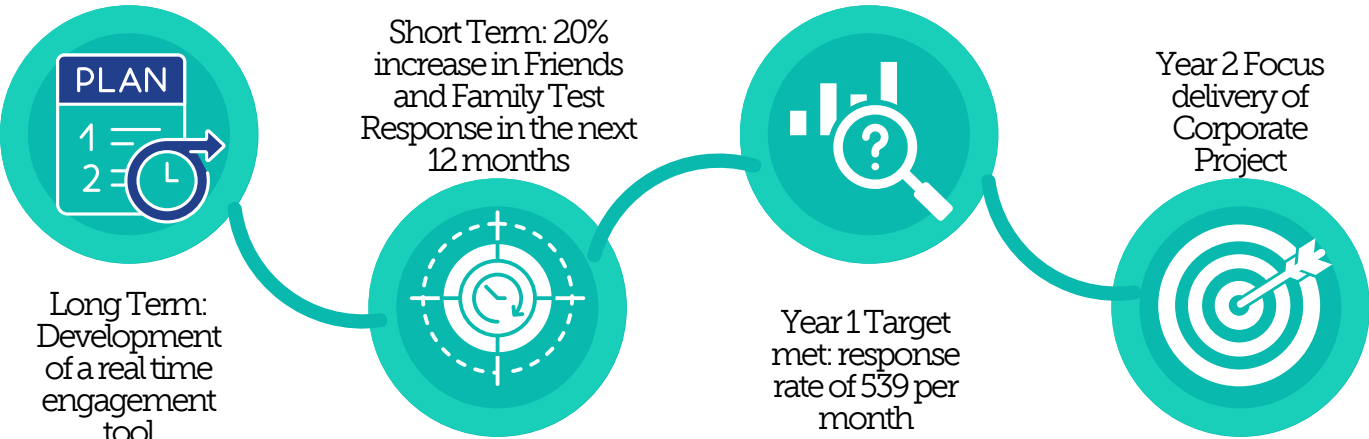 PLAN
1
2
Long Term:
Development
of a real time
engagement
tool
Short Term: 20%
increase in Friends
and Family Test
Response in the next
12 months
?
Year 1 Target
met: response
rate of 539 per
month
Year 2 Focus
delivery of
Corporate
Project